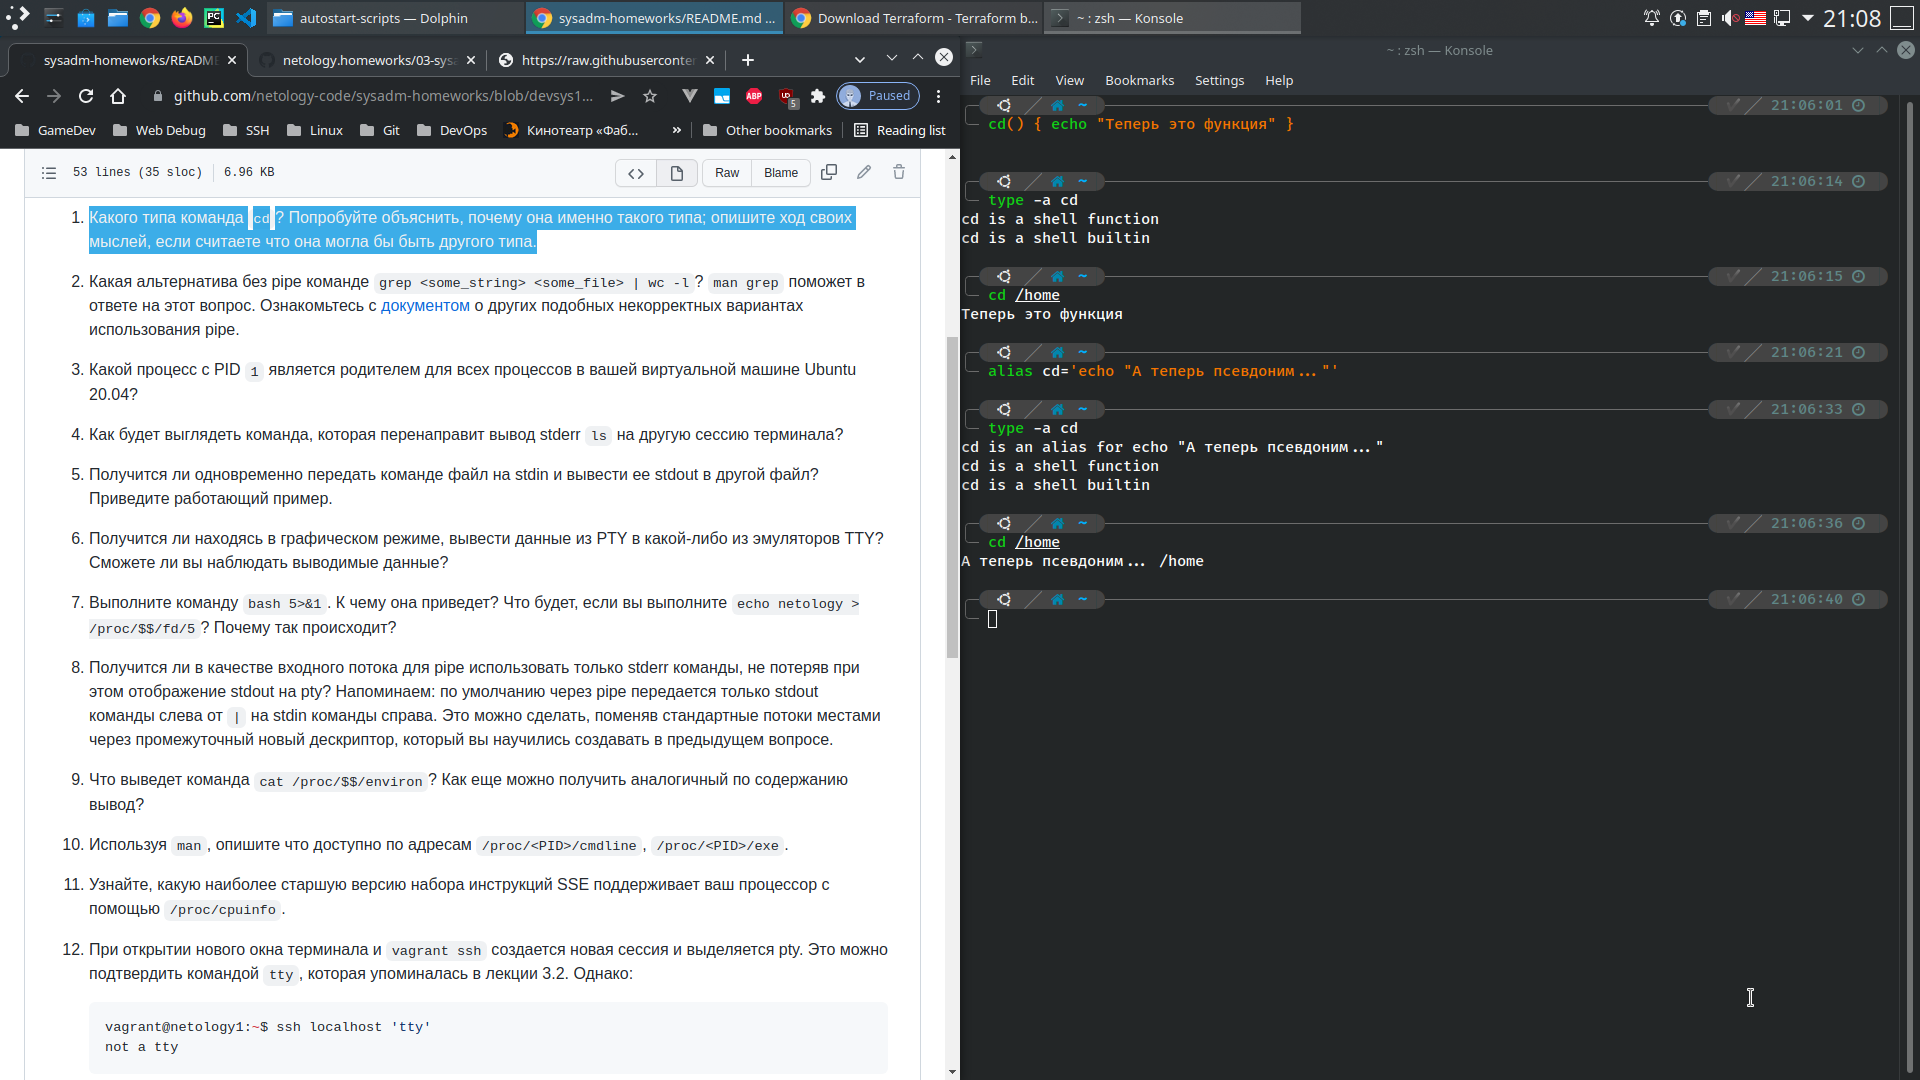 autostart-scripts — Dolphin
sysadm-homeworks/README.md ...
Download Terraform - Terraform b...
~ : zsh — Konsole
21:08
sysadm-homeworks/README
netology.homeworks/03-sysa
https://raw.githubuserconten
~ : zsh — Konsole
github.com/netology-code/sysadm-homeworks/blob/devsys1...
ABP
5
Paused
File Edit View Bookmarks Settings Help
GameDev
Web Debug
SSH
Linux
Git
DevOps
Кинотеатр «Фаб...
»
Other bookmarks
Reading list
53 lines (35 sloc)
6.96 KB
Raw
Blame
1. Какого типа команда cd ? Попробуйте объяснить, почему она именно такого типа; опишите ход своих
мыслей, если считаете что она могла бы быть другого типа.
2. Какая альтернатива без pipe команде grep <some_string> <some_file> | wc -l ? man grep поможет в
ответе на этот вопрос. Ознакомьтесь с документом о других подобных некорректных вариантах
использования pipe.
3. Какой процесс с PID 1 является родителем для всех процессов в вашей виртуальной машине Ubuntu
20.04?
4. Как будет выглядеть команда, которая перенаправит вывод stderr ls на другую сессию терминала?
5. Получится ли одновременно передать команде файл на stdin и вывести ее stdout в другой файл?
Приведите работающий пример.
6. Получится ли находясь в графическом режиме, вывести данные из PTY в какой-либо из эмуляторов TTY?
Сможете ли вы наблюдать выводимые данные?
7. Выполните команду bash 5>&1 . К чему она приведет? Что будет, если вы выполните echo netology >
/proc/$$/fd/5 ? Почему так происходит?
8. Получится ли в качестве входного потока для pipe использовать только stderr команды, не потеряв при
этом отображение stdout на pty? Напоминаем: по умолчанию через pipe передается только stdout
команды слева от | на stdin команды справа. Это можно сделать, поменяв стандартные потоки местами
через промежуточный новый дескриптор, который вы научились создавать в предыдущем вопросе.
9. Что выведет команда cat /proc/$$/environ ? Как еще можно получить аналогичный по содержанию
вывод?
10. Используя man , опишите что доступно по адресам /proc/<PID>/cmdline , /proc/<PID>/exe .
11. Узнайте, какую наиболее старшую версию набора инструкций SSE поддерживает ваш процессор с
помощью /proc/cpuinfo .
12. При открытии нового окна терминала и vagrant ssh создается новая сессия и выделяется pty. Это можно
подтвердить командой tty , которая упоминалась в лекции 3.2. Однако:
vagrant@netology1:~$ ssh localhost 'tty'
not a tty
~ 21:06:01
cd() { echo "Теперь это функция" }
~ 21:06:14
type -a cd
cd is a shell function
cd is a shell builtin
~ 21:06:15
cd /home
Теперь это функция
~ 21:06:21
alias cd='echo "А теперь псевдоним..."'
~ 21:06:33
type -a cd
cd is an alias for echo "А теперь псевдоним..."
cd is a shell function
cd is a shell builtin
~ 21:06:36
cd /home
А теперь псевдоним... /home
~ 21:06:40